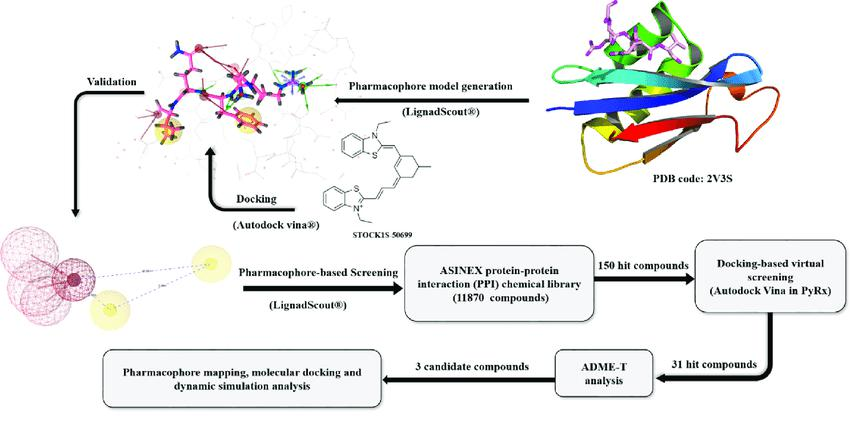 Validation
Pharmacophore model generation
(LignadScout®)
PDB code: 2V3S
Docking
(Autodock vina®)
STOCK1S 50699
Pharmacophore-based Screening
(LignadScout®)
ASINEX protein-protein
interaction (PPI) chemical library
(11870 compounds)
150 hit compounds
Docking-based virtual
screening
(Autodock Vina in PyRx)
31 hit compounds
ADME-T
analysis
3 candidate compounds
Pharmacophore mapping, molecular docking and
dynamic simulation analysis